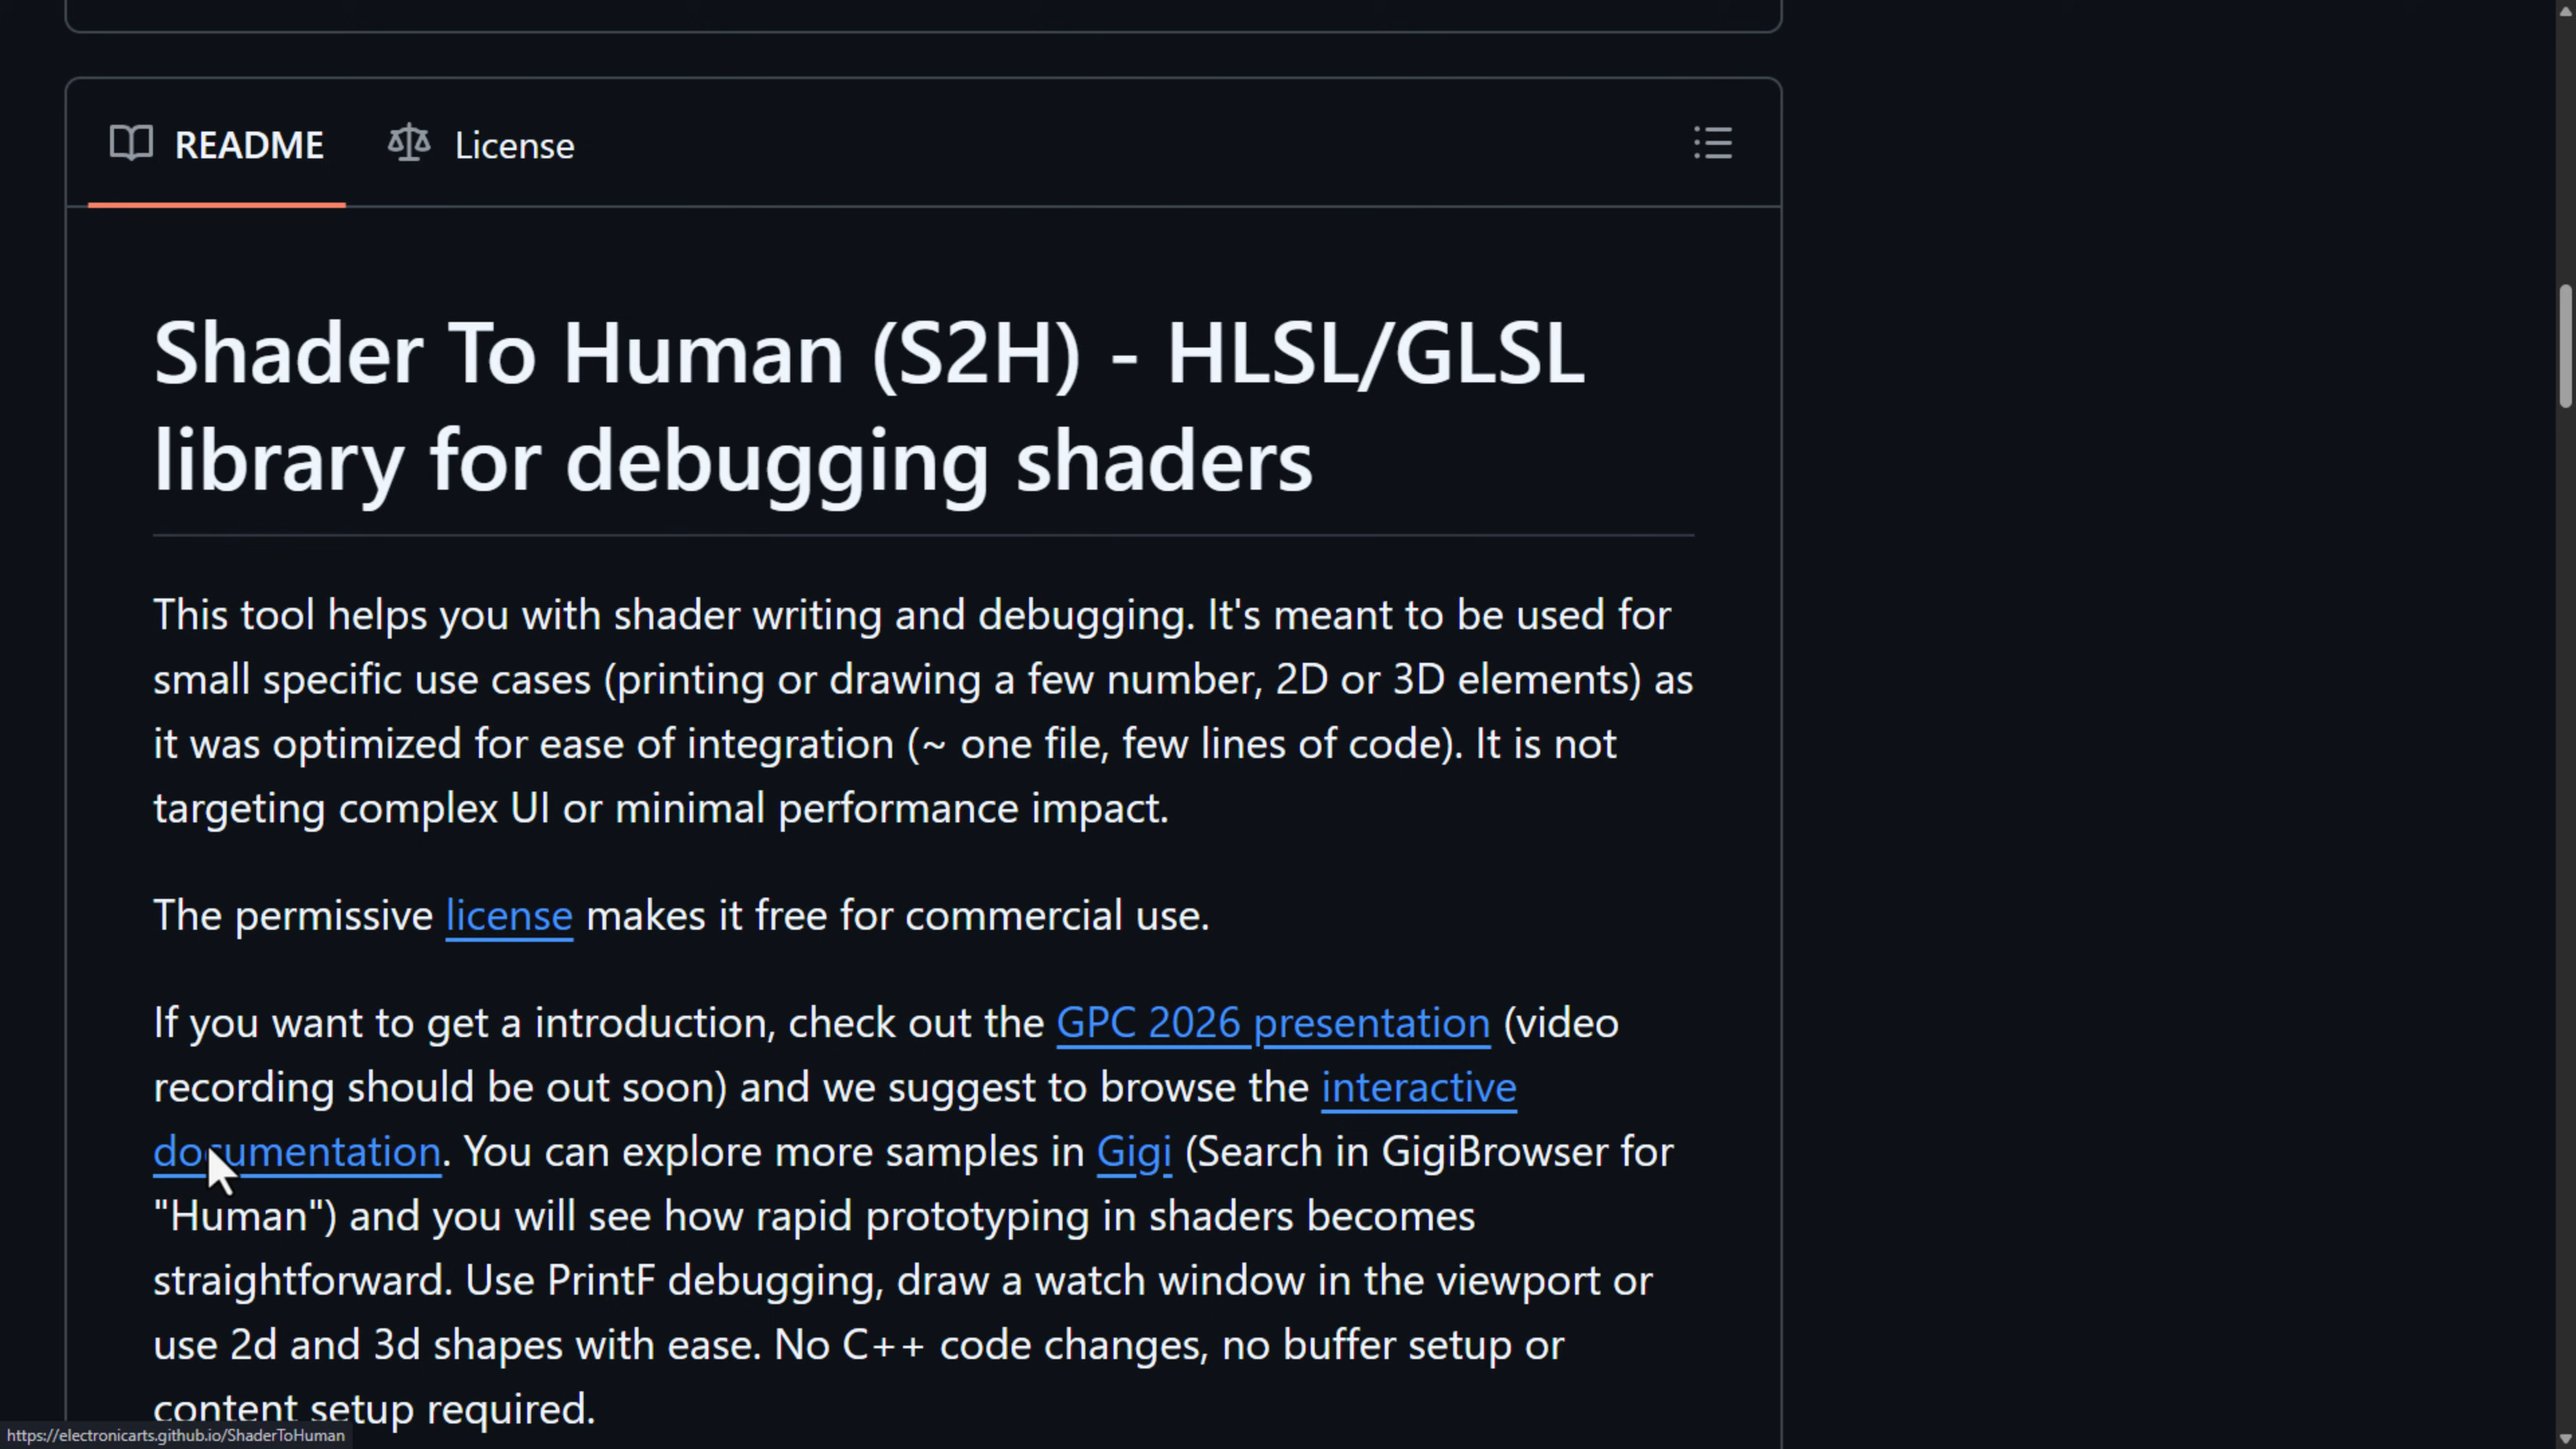 README
License
Shader To Human (S2H) - HLSL/GLSL
library for debugging shaders
This tool helps you with shader writing and debugging. It's meant to be used for
small specific use cases (printing or drawing a few number, 2D or 3D elements) as
it was optimized for ease of integration (~ one file, few lines of code). It is not
targeting complex UI or minimal performance impact.
The permissive license makes it free for commercial use.
If you want to get a introduction, check out the GPC 2026 presentation (video
recording should be out soon) and we suggest to browse the interactive
documentation. You can explore more samples in Gigi (Search in GigiBrowser for
"Human") and you will see how rapid prototyping in shaders becomes
straightforward. Use PrintF debugging, draw a watch window in the viewport or
use 2d and 3d shapes with ease. No C++ code changes, no buffer setup or
content setup required.
https://electronicarts.github.io/ShaderToHuman